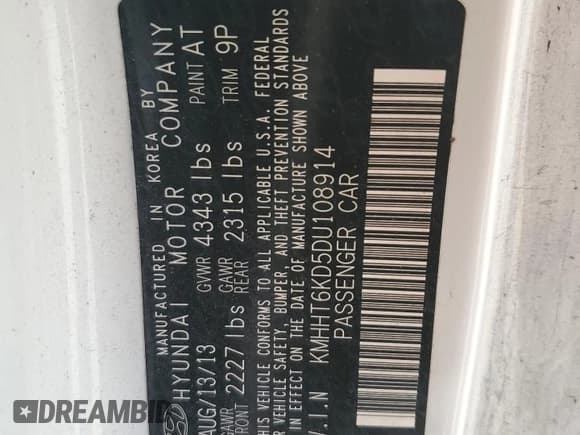 MANUFACTURED IN KOREA BY
HYUNDAI MOTOR COMPANY
AUG/13/13 GVWR 4343 lbs PAINT AT
GAWR FRONT 2227 lbs GAWR REAR 2315 lbs TRIM 9P
THIS VEHICLE CONFORMS TO ALL APPLICABLE U.S.A. FEDERAL
VEHICLE SAFETY, BUMPER, AND THEFT PREVENTION STANDARDS
IN EFFECT ON THE DATE OF MANUFACTURE SHOWN ABOVE
V.I.N KMHHT6KD5DU108914
PASSENGER CAR
DREAMBID